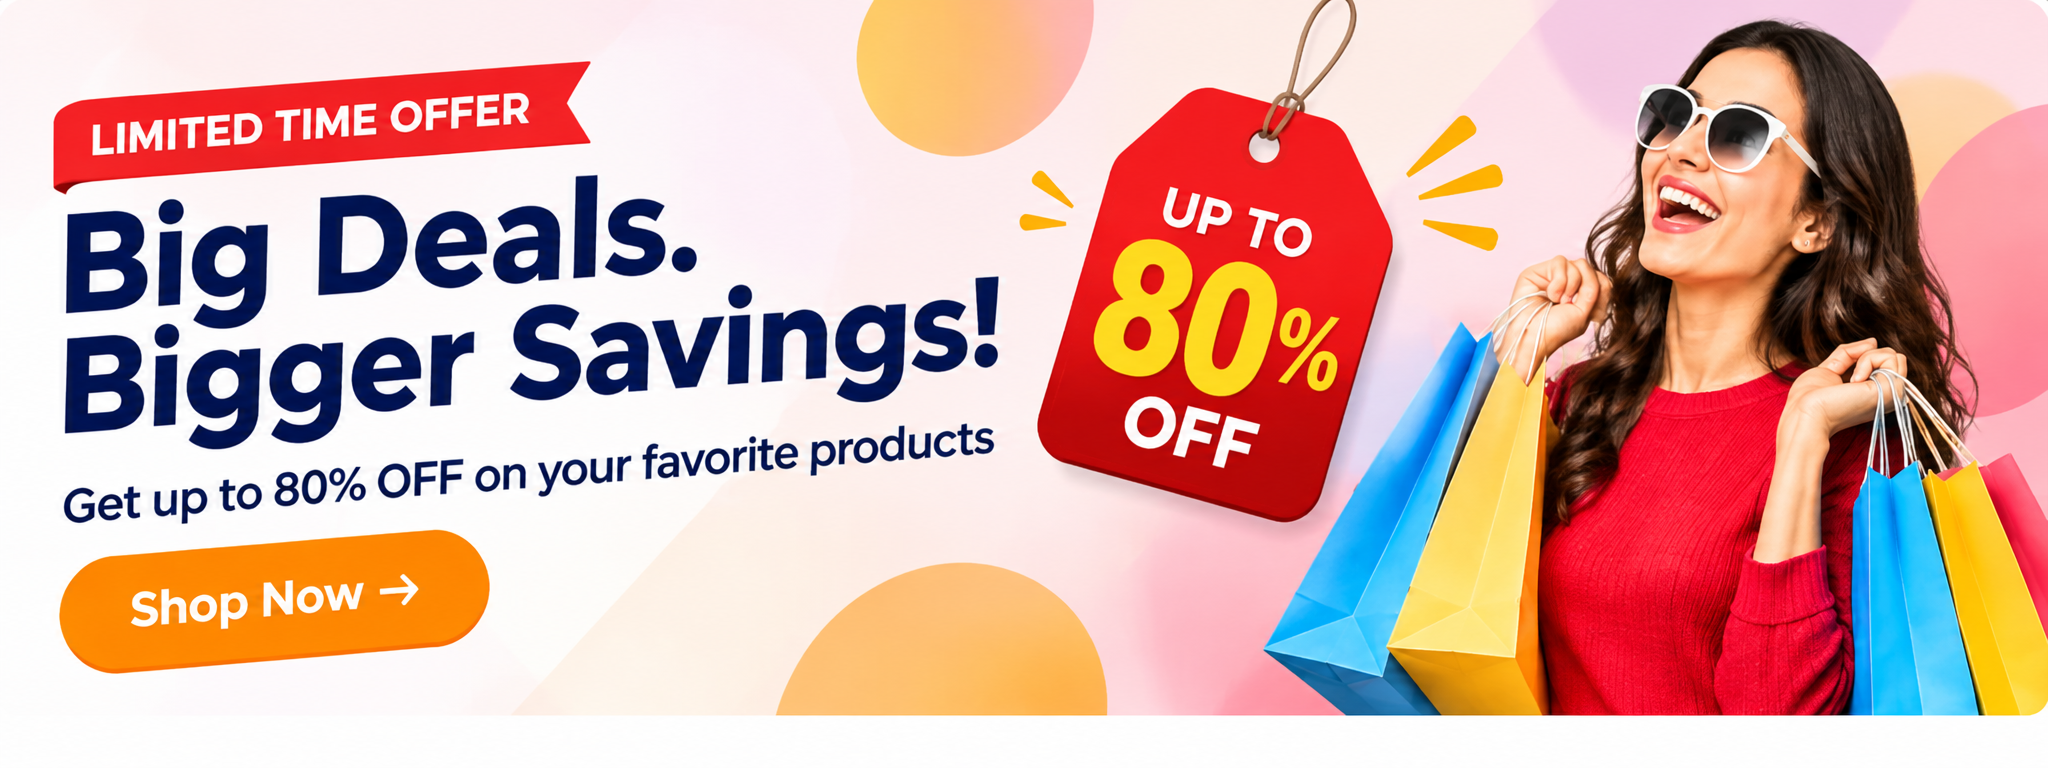 LIMITED TIME OFFER
Big Deals.
Bigger Savings!
Get up to 80% OFF on your favorite products
Shop Now →
UP TO
80%
OFF